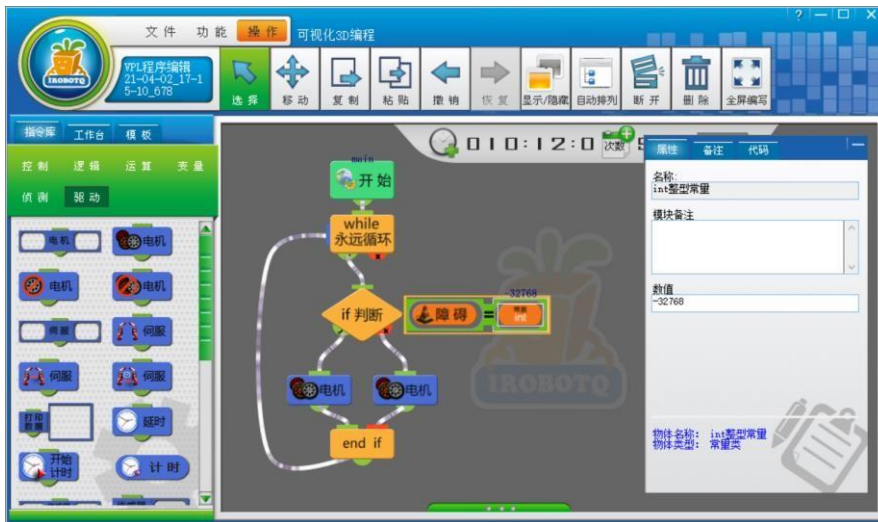 ? — □ X
文件 功能 操作 可视化3D编程
IROBOTQ
VPL程序编辑
21-04-02_17-1
5-10_678
选择 移动 复制 粘贴 撤销 恢复 显示/隐藏 自动排列 断开 删除 全屏编写
指令库 工作台 模板
控制 逻辑 运算 变量
侦测 驱动
电机 电机
电机 电机
伺服 伺服
伺服 伺服
打印数据 延时
开始计时 计时
010:12:0 次数
main
开始
while
永远循环
-32768
if 判断 障碍 = 常量 int
电机 电机
end if
IROBOTQ
属性 备注 代码
名称:
int整型常量
模块备注
数值
-32768
物体名称: int整型常量
物体类型: 常量类